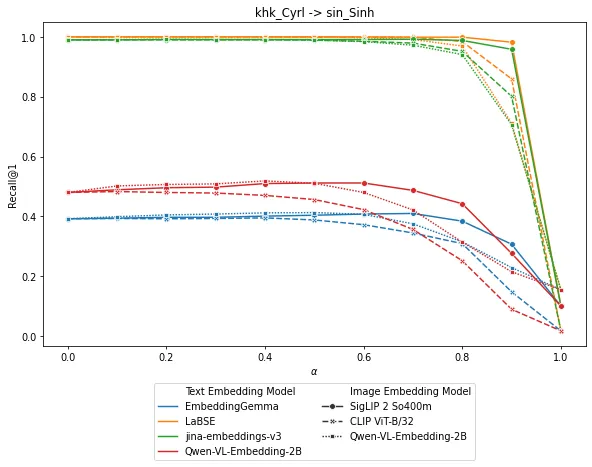 khk_Cyrl -> sin_Sinh
Recall@1
1.0
0.8
0.6
0.4
0.2
0.0
0.0 0.2 0.4 0.6 0.8 1.0
α
Text Embedding Model
EmbeddingGemma
LaBSE
jina-embeddings-v3
Qwen-VL-Embedding-2B
Image Embedding Model
SigLIP 2 So400m
CLIP ViT-B/32
Qwen-VL-Embedding-2B